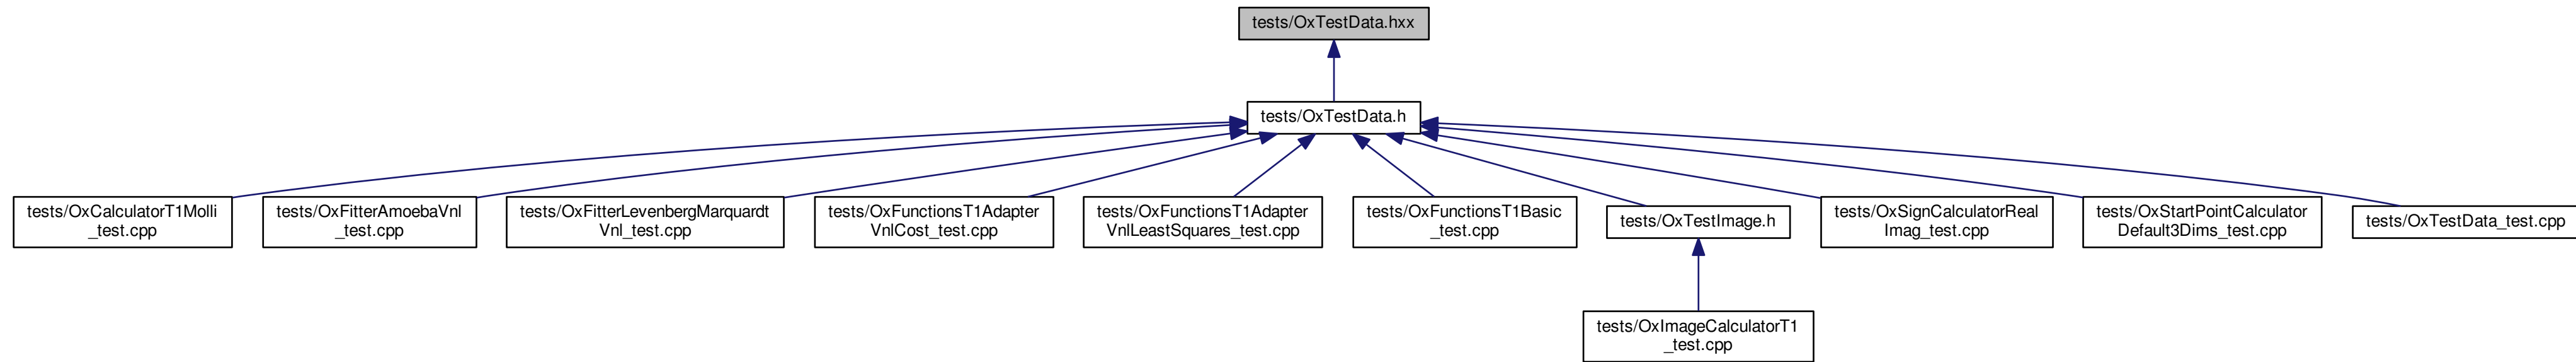 tests/OxTestData.hxx
tests/OxTestData.h
tests/OxCalculatorT1Molli
_test.cpp
tests/OxFitterAmoebaVnl
_test.cpp
tests/OxFitterLevenbergMarquardt
Vnl_test.cpp
tests/OxFunctionsT1Adapter
VnlCost_test.cpp
tests/OxFunctionsT1Adapter
VnlLeastSquares_test.cpp
tests/OxFunctionsT1Basic
_test.cpp
tests/OxTestImage.h
tests/OxSignCalculatorReal
Imag_test.cpp
tests/OxStartPointCalculator
Default3Dims_test.cpp
tests/OxTestData_test.cpp
tests/OxImageCalculatorT1
_test.cpp